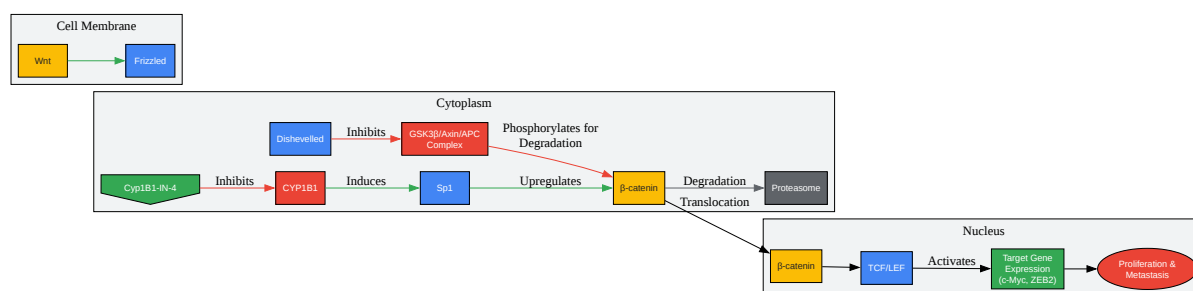 Cell Membrane
Wnt
Frizzled
Cytoplasm
Dishevelled
Inhibits
GSK3β/Axin/APC
Complex
Phosphorylates for
Degradation
Cyp1B1-IN-4
Inhibits
CYP1B1
Induces
Sp1
Upregulates
β-catenin
Degradation
Proteasome
Translocation
Nucleus
β-catenin
TCF/LEF
Activates
Target Gene
Expression
(c-Myc, ZEB2)
Proliferation &
Metastasis